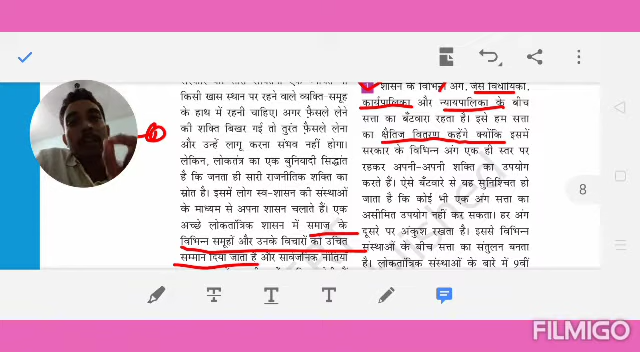 किसी खास स्थान पर रहने वाले व्यक्ति समूह
के हाथ में रहनी चाहिए। अगर फ़ैसले लेने
की शक्ति बिखर गई तो तुरंत फ़ैसले लेना
और उन्हें लागू करना संभव नहीं होगा।
लेकिन, लोकतंत्र का एक बुनियादी सिद्धांत
है कि जनता ही सारी राजनीतिक शक्ति का
स्रोत है। इसमें लोग स्व-शासन की संस्थाओं
के माध्यम से अपना शासन चलाते हैं। एक
अच्छे लोकतांत्रिक शासन में समाज के
विभिन्न समूहों और उनके विचारों को उचित
सम्मान दिया जाता है और सार्वजनिक नीतियाँ
1 शासन के विभिन्न अंग, जैसे विधायिका,
कार्यपालिका और न्यायपालिका के बीच
सत्ता का बँटवारा रहता है। इसे हम सत्ता
का क्षैतिज वितरण कहेंगे क्योंकि इसमें
सरकार के विभिन्न अंग एक ही स्तर पर
रहकर अपनी-अपनी शक्ति का उपयोग
करते हैं। ऐसे बँटवारे से यह सुनिश्चित हो
जाता है कि कोई भी एक अंग सत्ता का
असीमित उपयोग नहीं कर सकता। हर अंग
दूसरे पर अंकुश रखता है। इससे विभिन्न
संस्थाओं के बीच सत्ता का संतुलन बनता
है। लोकतांत्रिक संस्थाओं के बारे में 9वीं
8
T T T
FILMIGO